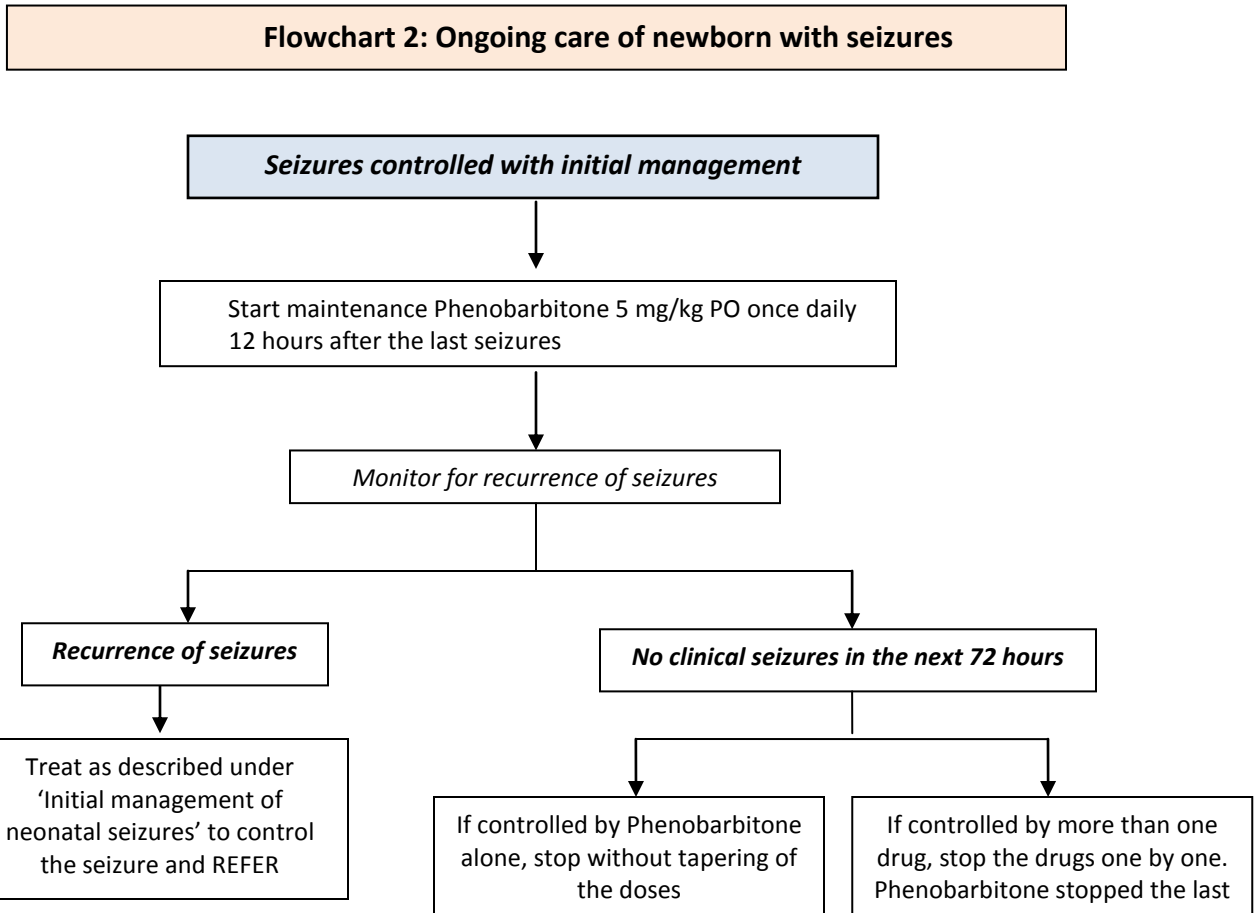 Flowchart 2: Ongoing care of newborn with seizures
Seizures controlled with initial management
Start maintenance Phenobarbitone 5 mg/kg PO once daily
12 hours after the last seizures
Monitor for recurrence of seizures
Recurrence of seizures
No clinical seizures in the next 72 hours
Treat as described under
‘Initial management of
neonatal seizures’ to control
the seizure and REFER
If controlled by Phenobarbitone
alone, stop without tapering of
the doses
If controlled by more than one
drug, stop the drugs one by one.
Phenobarbitone stopped the last